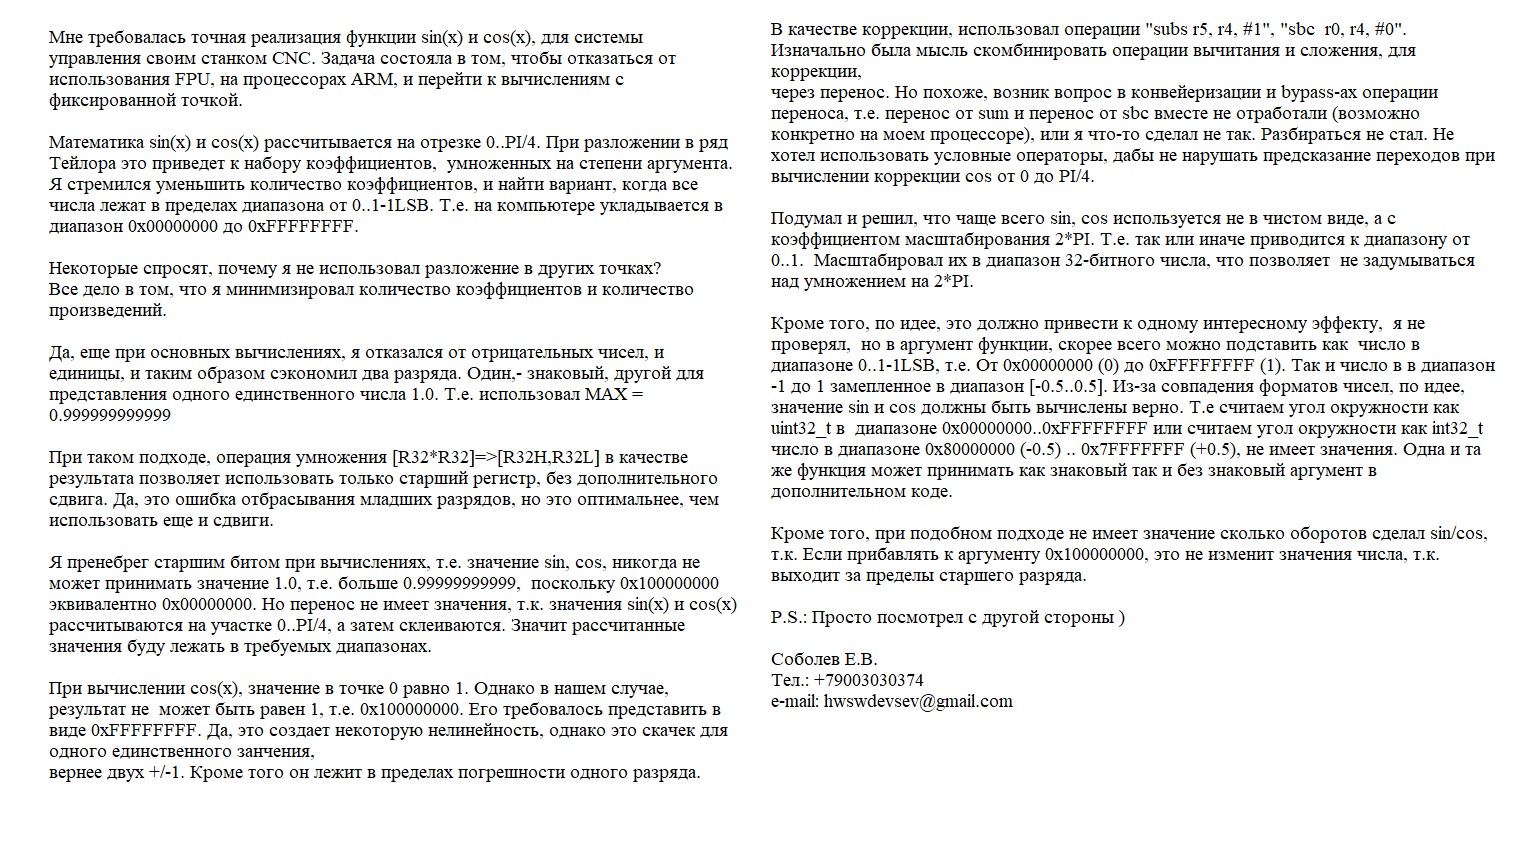 Мне требовалась точная реализация функции sin(x) и cos(x), для системы
управления своим станком CNC. Задача состояла в том, чтобы отказаться от
использования FPU, на процессорах ARM, и перейти к вычислениям с
фиксированной точкой.
Математика sin(x) и cos(x) рассчитывается на отрезке 0..PI/4. При разложении в ряд
Тейлора это приведет к набору коэффициентов,  умноженных на степени аргумента.
Я стремился уменьшить количество коэффициентов, и найти вариант, когда все
числа лежат в пределах диапазона от 0..1-1LSB. Т.е. на компьютере укладывается в
диапазон 0x00000000 до 0xFFFFFFFF.
Некоторые спросят, почему я не использовал разложение в других точках?
Все дело в том, что я минимизировал количество коэффициентов и количество
произведений.
Да, еще при основных вычислениях, я отказался от отрицательных чисел, и
единицы, и таким образом сэкономил два разряда. Один,- знаковый, другой для
представления одного единственного числа 1.0. Т.е. использовал MAX =
0.999999999999
При таком подходе, операция умножения [R32*R32]=>[R32H,R32L] в качестве
результата позволяет использовать только старший регистр, без дополнительного
сдвига. Да, это ошибка отбрасывания младших разрядов, но это оптимальнее, чем
использовать еще и сдвиги.
Я пренебрег старшим битом при вычислениях, т.е. значение sin, cos, никогда не
может принимать значение 1.0, т.е. больше 0.99999999999,  поскольку 0x100000000
эквивалентно 0x00000000. Но перенос не имеет значения, т.к. значения sin(x) и cos(x)
рассчитываются на участке 0..PI/4, а затем склеиваются. Значит рассчитанные
значения буду лежать в требуемых диапазонах.
При вычислении cos(x), значение в точке 0 равно 1. Однако в нашем случае,
результат не  может быть равен 1, т.е. 0x100000000. Его требовалось представить в
виде 0xFFFFFFFF. Да, это создает некоторую нелинейность, однако это скачек для
одного единственного занчения,
вернее двух +/-1. Кроме того он лежит в пределах погрешности одного разряда.
В качестве коррекции, использовал операции "subs r5, r4, #1", "sbc  r0, r4, #0".
Изначально была мысль скомбинировать операции вычитания и сложения, для
коррекции,
через перенос. Но похоже, возник вопрос в конвейеризации и bypass-ах операции
переноса, т.е. перенос от sum и перенос от sbc вместе не отработали (возможно
конкретно на моем процессоре), или я что-то сделал не так. Разбираться не стал. Не
хотел использовать условные операторы, дабы не нарушать предсказание переходов при
вычислении коррекции cos от 0 до PI/4.
Подумал и решил, что чаще всего sin, cos используется не в чистом виде, а с
коэффициентом масштабирования 2*PI. Т.е. так или иначе приводится к диапазону от
0..1.  Масштабировал их в диапазон 32-битного числа, что позволяет  не задумываться
над умножением на 2*PI.
Кроме того, по идее, это должно привести к одному интересному эффекту,  я не
проверял,  но в аргумент функции, скорее всего можно подставить как  число в
диапазоне 0..1-1LSB, т.е. От 0x00000000 (0) до 0xFFFFFFFF (1). Так и число в в диапазон
-1 до 1 замепленное в диапазон [-0.5..0.5]. Из-за совпадения форматов чисел, по идее,
значение sin и cos должны быть вычислены верно. Т.е считаем угол окружности как
uint32_t в  диапазоне 0x00000000..0xFFFFFFFF или считаем угол окружности как int32_t
число в диапазоне 0x80000000 (-0.5) .. 0x7FFFFFFF (+0.5), не имеет значения. Одна и та
же функция может принимать как знаковый так и без знаковый аргумент в
дополнительном коде.
Кроме того, при подобном подходе не имеет значение сколько оборотов сделал sin/cos,
т.к. Если прибавлять к аргументу 0x100000000, это не изменит значения числа, т.к.
выходит за пределы старшего разряда.
P.S.: Просто посмотрел с другой стороны )
Соболев Е.В.
Тел.: +79003030374
e-mail: hwswdevsev@gmail.com